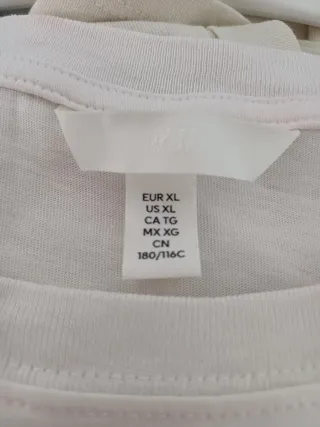 EUR XL
US XL
CA TG
MX XG
CN
180/116C